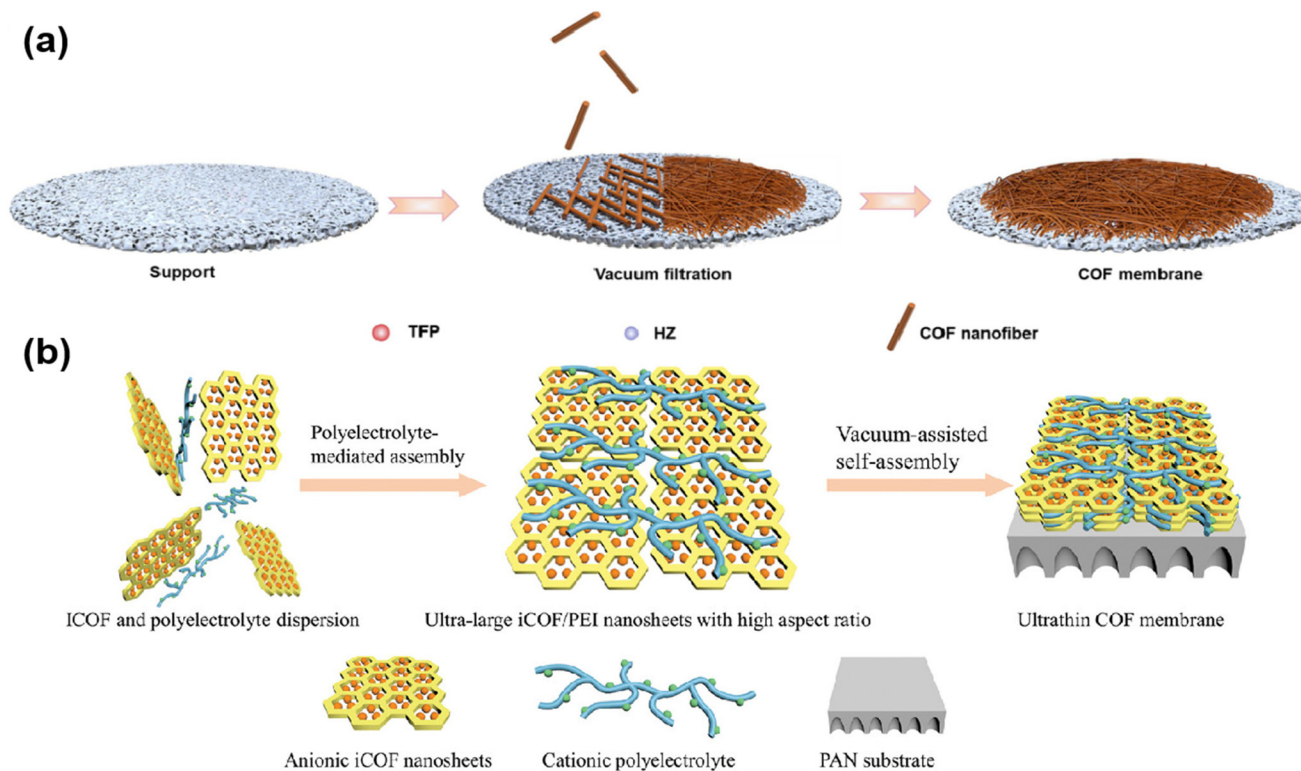 (a)
Support
Vacuum filtration
COF membrane
TFP
HZ
COF nanofiber
(b)
Polyelectrolyte-
mediated assembly
Vacuum-assisted
self-assembly
ICOF and polyelectrolyte dispersion
Ultra-large iCOF/PEI nanosheets with high aspect ratio
Ultrathin COF membrane
Anionic iCOF nanosheets
Cationic polyelectrolyte
PAN substrate